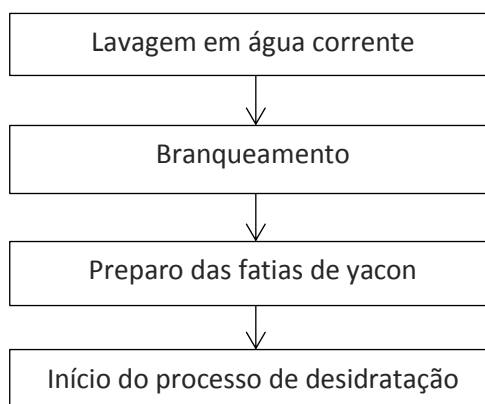 Lavagem em água corrente
Branqueamento
Preparo das fatias de yacon
Início do processo de desidratação